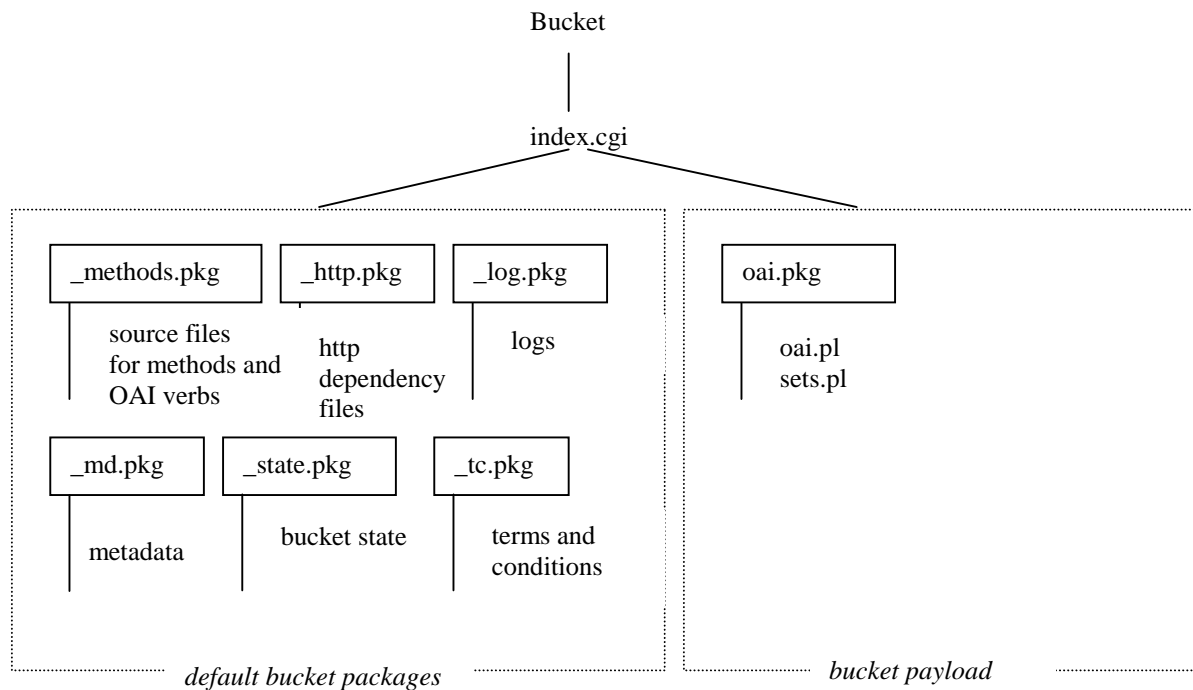 Bucket
index.cgi
_methods.pkg
source files
for methods and
OAI verbs
_http.pkg
http
dependency
files
_log.pkg
logs
_md.pkg
metadata
_state.pkg
bucket state
_tc.pkg
terms and
conditions
default bucket packages
oai.pkg
oai.pl
sets.pl
bucket payload